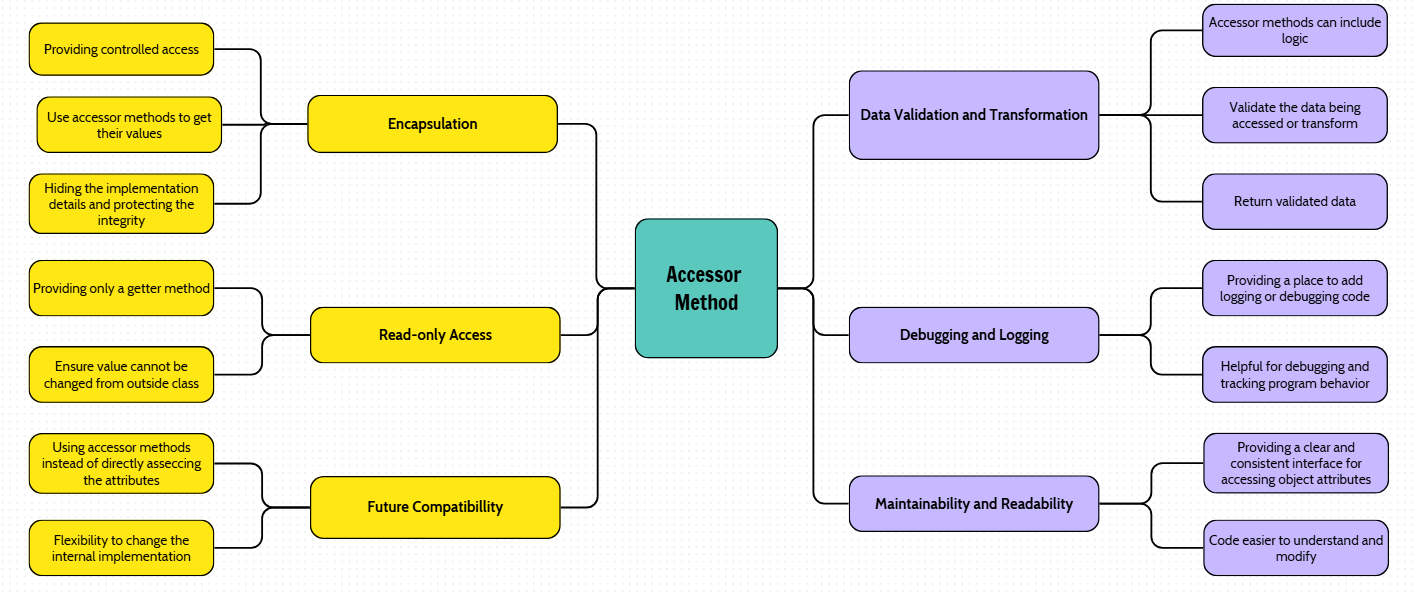 Providing controlled access
Use accessor methods to get
their values
Hiding the implementation
details and protecting the
integrity
Encapsulation
Providing only a getter method
Ensure value cannot be
changed from outside class
Read-only Access
Using accessor methods
instead of directly asseccing
the attributes
Flexibility to change the
internal implementation
Future Compatibillity
Accessor
Method
Data Validation and Transformation
Accessor methods can include
logic
Validate the data being
accessed or transform
Return validated data
Debugging and Logging
Providing a place to add
logging or debugging code
Helpful for debugging and
tracking program behavior
Maintainability and Readability
Providing a clear and
consistent interface for
accessing object attributes
Code easier to understand and
modify